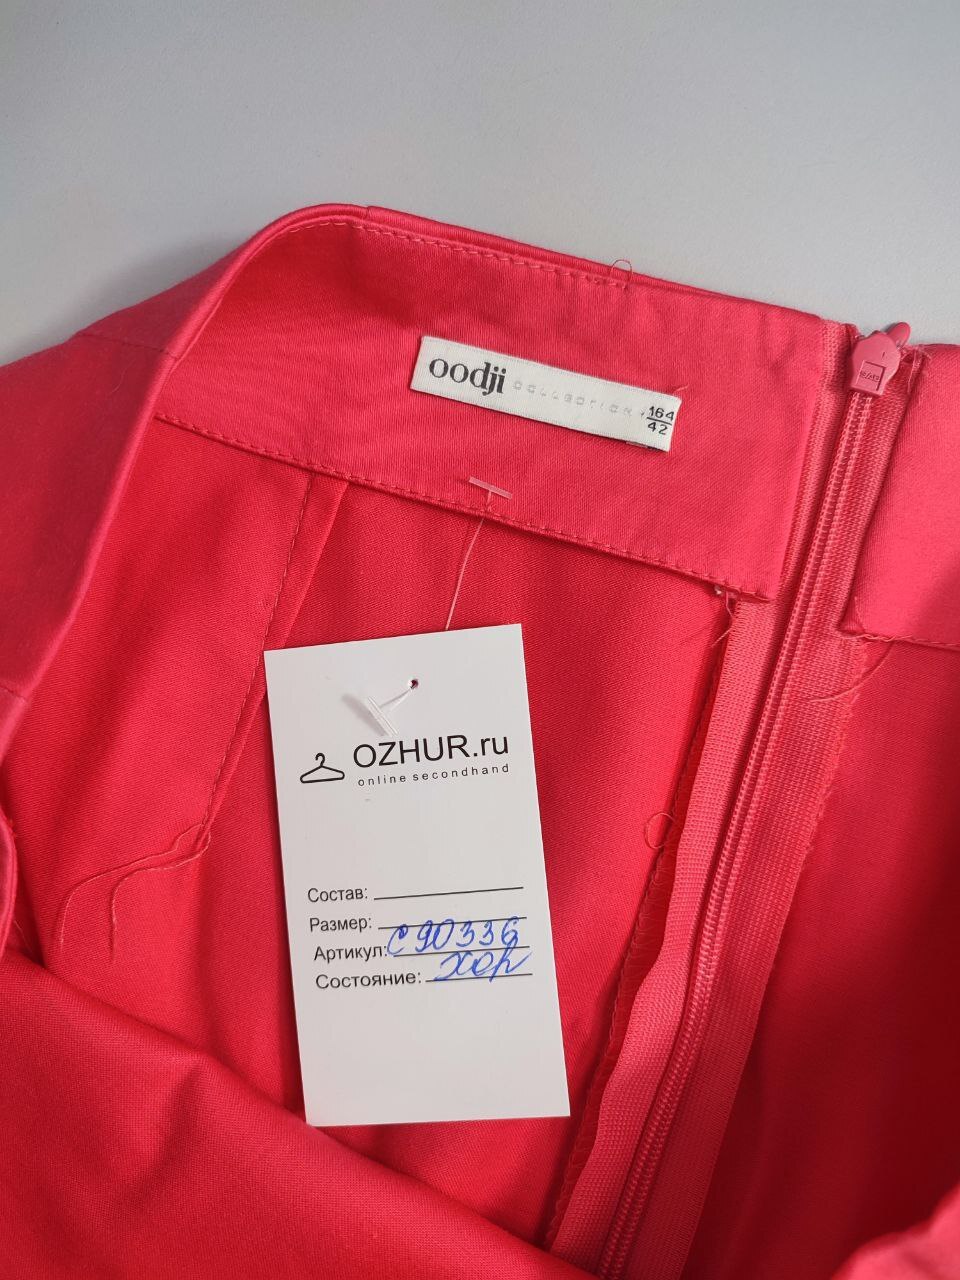 oodji COLLECTION 164
42
OZHUR.ru
online secondhand
Состав:
Размер:
Артикул: С 90336
Состояние: хор